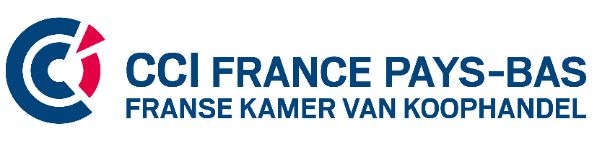 CCI FRANCE PAYS-BAS
FRANSE KAMER VAN KOOPHANDEL